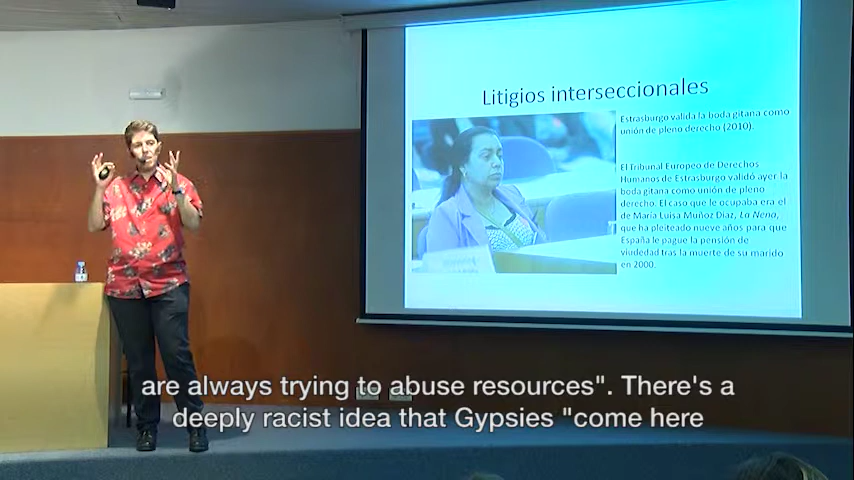 Litigios interseccionales
Estrasburgo valida la boda gitana como
unión de pleno derecho (2010).
El Tribunal Europeo de Derechos
Humanos de Estrasburgo validó ayer la
boda gitana como unión de pleno
derecho. El caso que le ocupaba era el
de María Luisa Muñoz Díaz, La Nena,
que ha pleiteado nueve años para que
España le pague la pensión de
viudedad tras la muerte de su marido
en 2000.
are always trying to abuse resources". There's a
deeply racist idea that Gypsies "come here